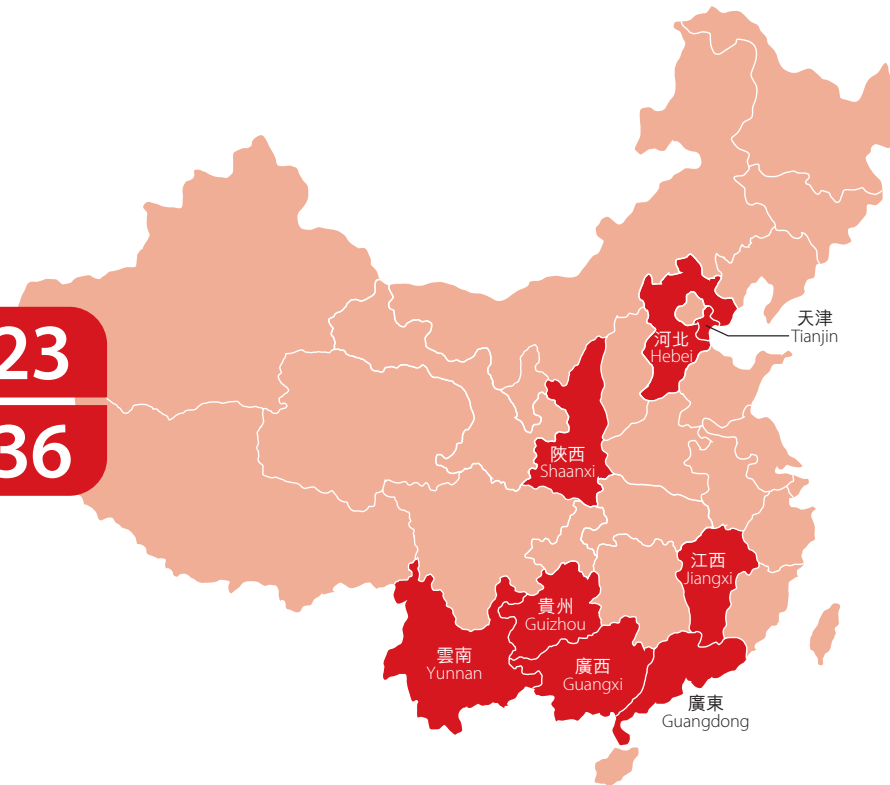 天津
Tianjin
河北
Hebei
23
36
陝西
Shaanxi
江西
Jiangxi
貴州
Guizhou
雲南
Yunnan
廣西
Guangxi
廣東
Guangdong